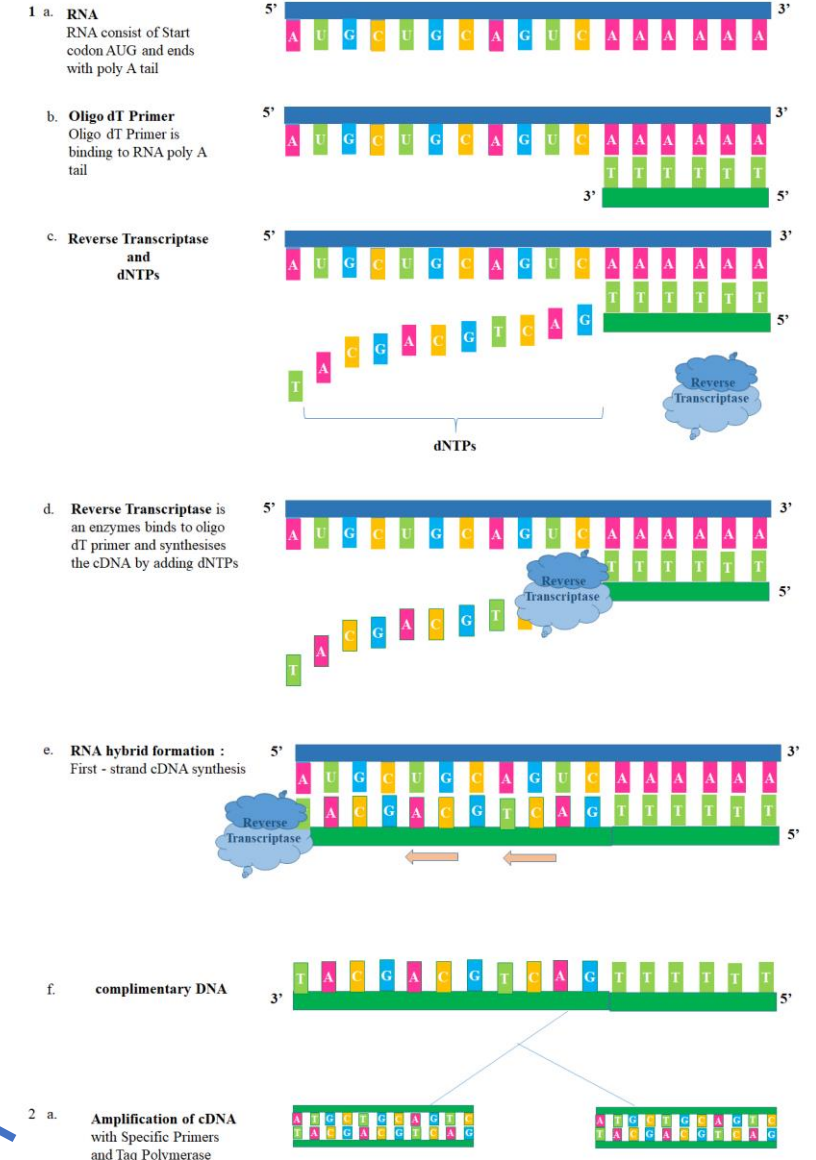 1 a. RNA
RNA consist of Start
codon AUG and ends
with poly A tail
5’ 3’
A U G C U G C A G U C A A A A A A
b. Oligo dT Primer
Oligo dT Primer is
binding to RNA poly A
tail
5’ 3’
A U G C U G C A G U C A A A A A A
T T T T T T
3’ 5’
c. Reverse Transcriptase
and
dNTPs
5’ 3’
A U G C U G C A G U C A A A A A A
T T T T T T
5’
T A C G A C G T C A G
Reverse
Transcriptase
dNTPs
d. Reverse Transcriptase is
an enzymes binds to oligo
dT primer and synthesises
the cDNA by adding dNTPs
5’ 3’
A U G C U G C A G U C A A A A A A
T T T T T T
5’
Reverse
Transcriptase
T A C G A C G T
e. RNA hybrid formation :
First - strand cDNA synthesis
5’ 3’
A U G C U G C A G U C A A A A A A
A C G A C G T C A G T T T T T T
5’
Reverse
Transcriptase
f. complimentary DNA
T A C G A C G T C A G T T T T T T
3’ 5’
2 a. Amplification of cDNA
with Specific Primers
and Taq Polymerase
A T G C T G C A G T C
T A C G A C G T C A G
A T G C T G C A G T C
T A C G A C G T C A G